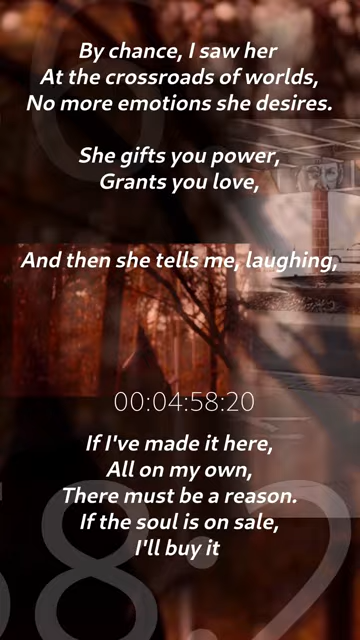 By chance, I saw her
At the crossroads of worlds,
No more emotions she desires.
She gifts you power,
Grants you love,
And then she tells me, laughing,
00:04:58:20
If I've made it here,
All on my own,
There must be a reason.
If the soul is on sale,
I'll buy it
58:2